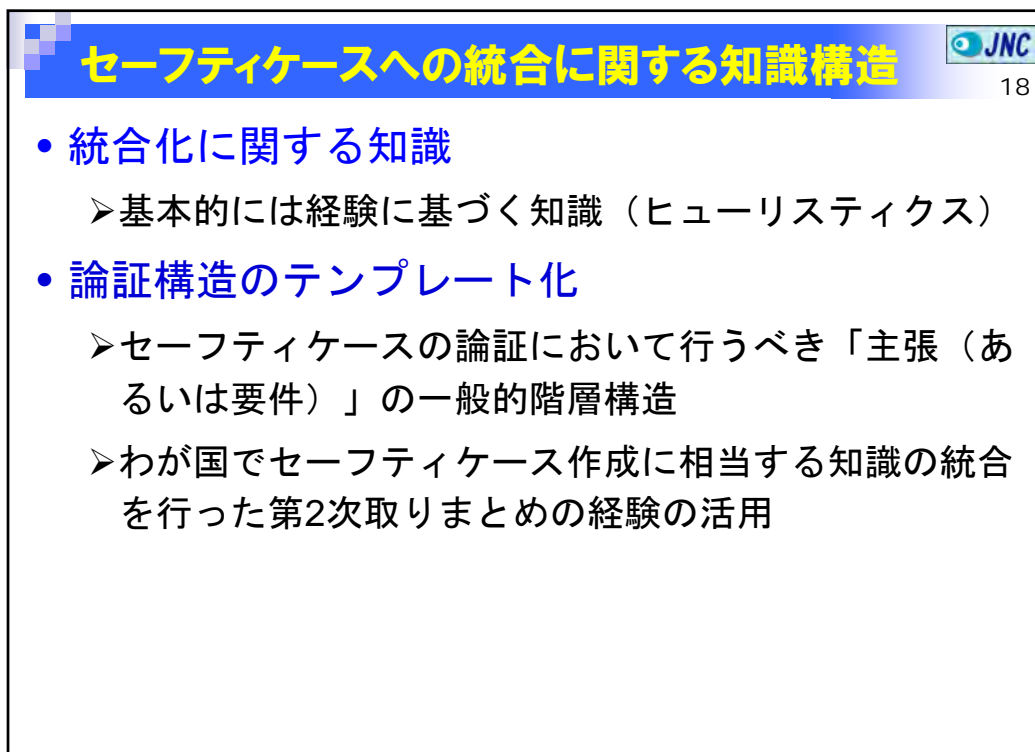 セーフティケースへの統合に関する知識構造
JNC
18
•統合化に関する知識
➢基本的には経験に基づく知識（ヒューリスティクス）
•論証構造のテンプレート化
➢セーフティケースの論証において行うべき「主張（あ
るいは要件）」の一般的階層構造
➢わが国でセーフティケース作成に相当する知識の統合
を行った第2次取りまとめの経験の活用